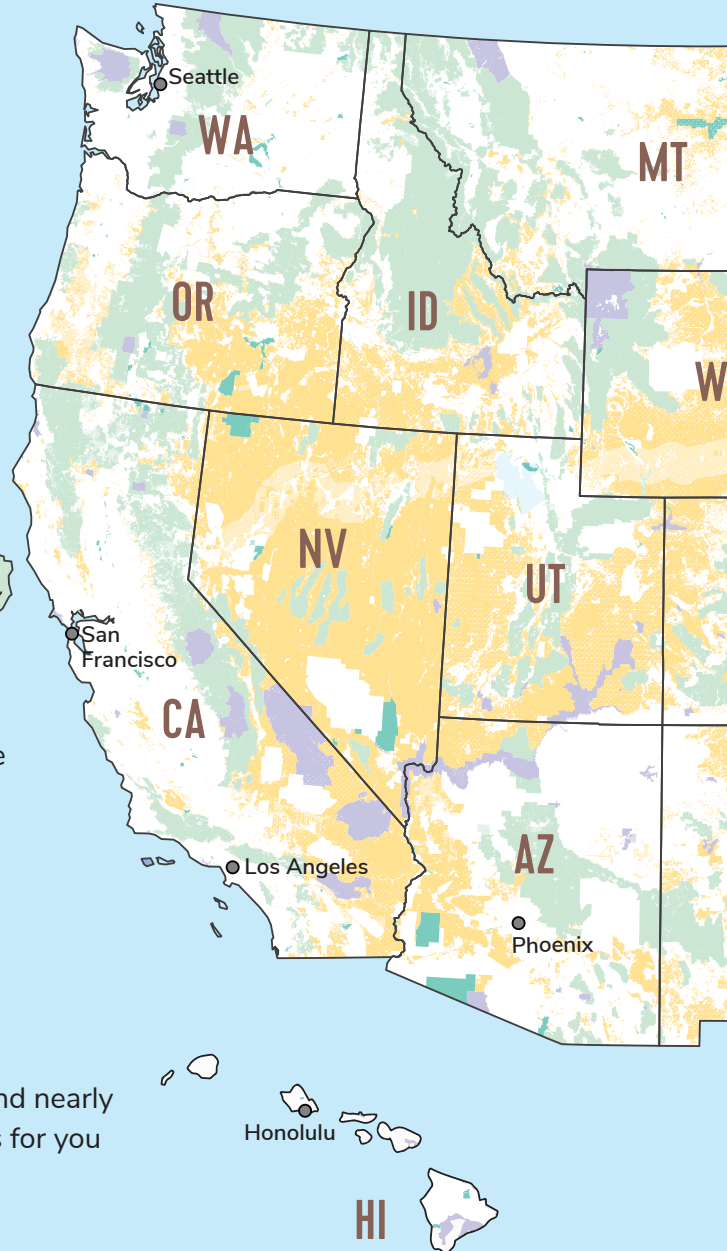 Seattle
WA
MT
OR
ID
W
NV
UT
San
Francisco
CA
e
AZ
Los Angeles
Phoenix
nd nearly
s for you
Honolulu
HI